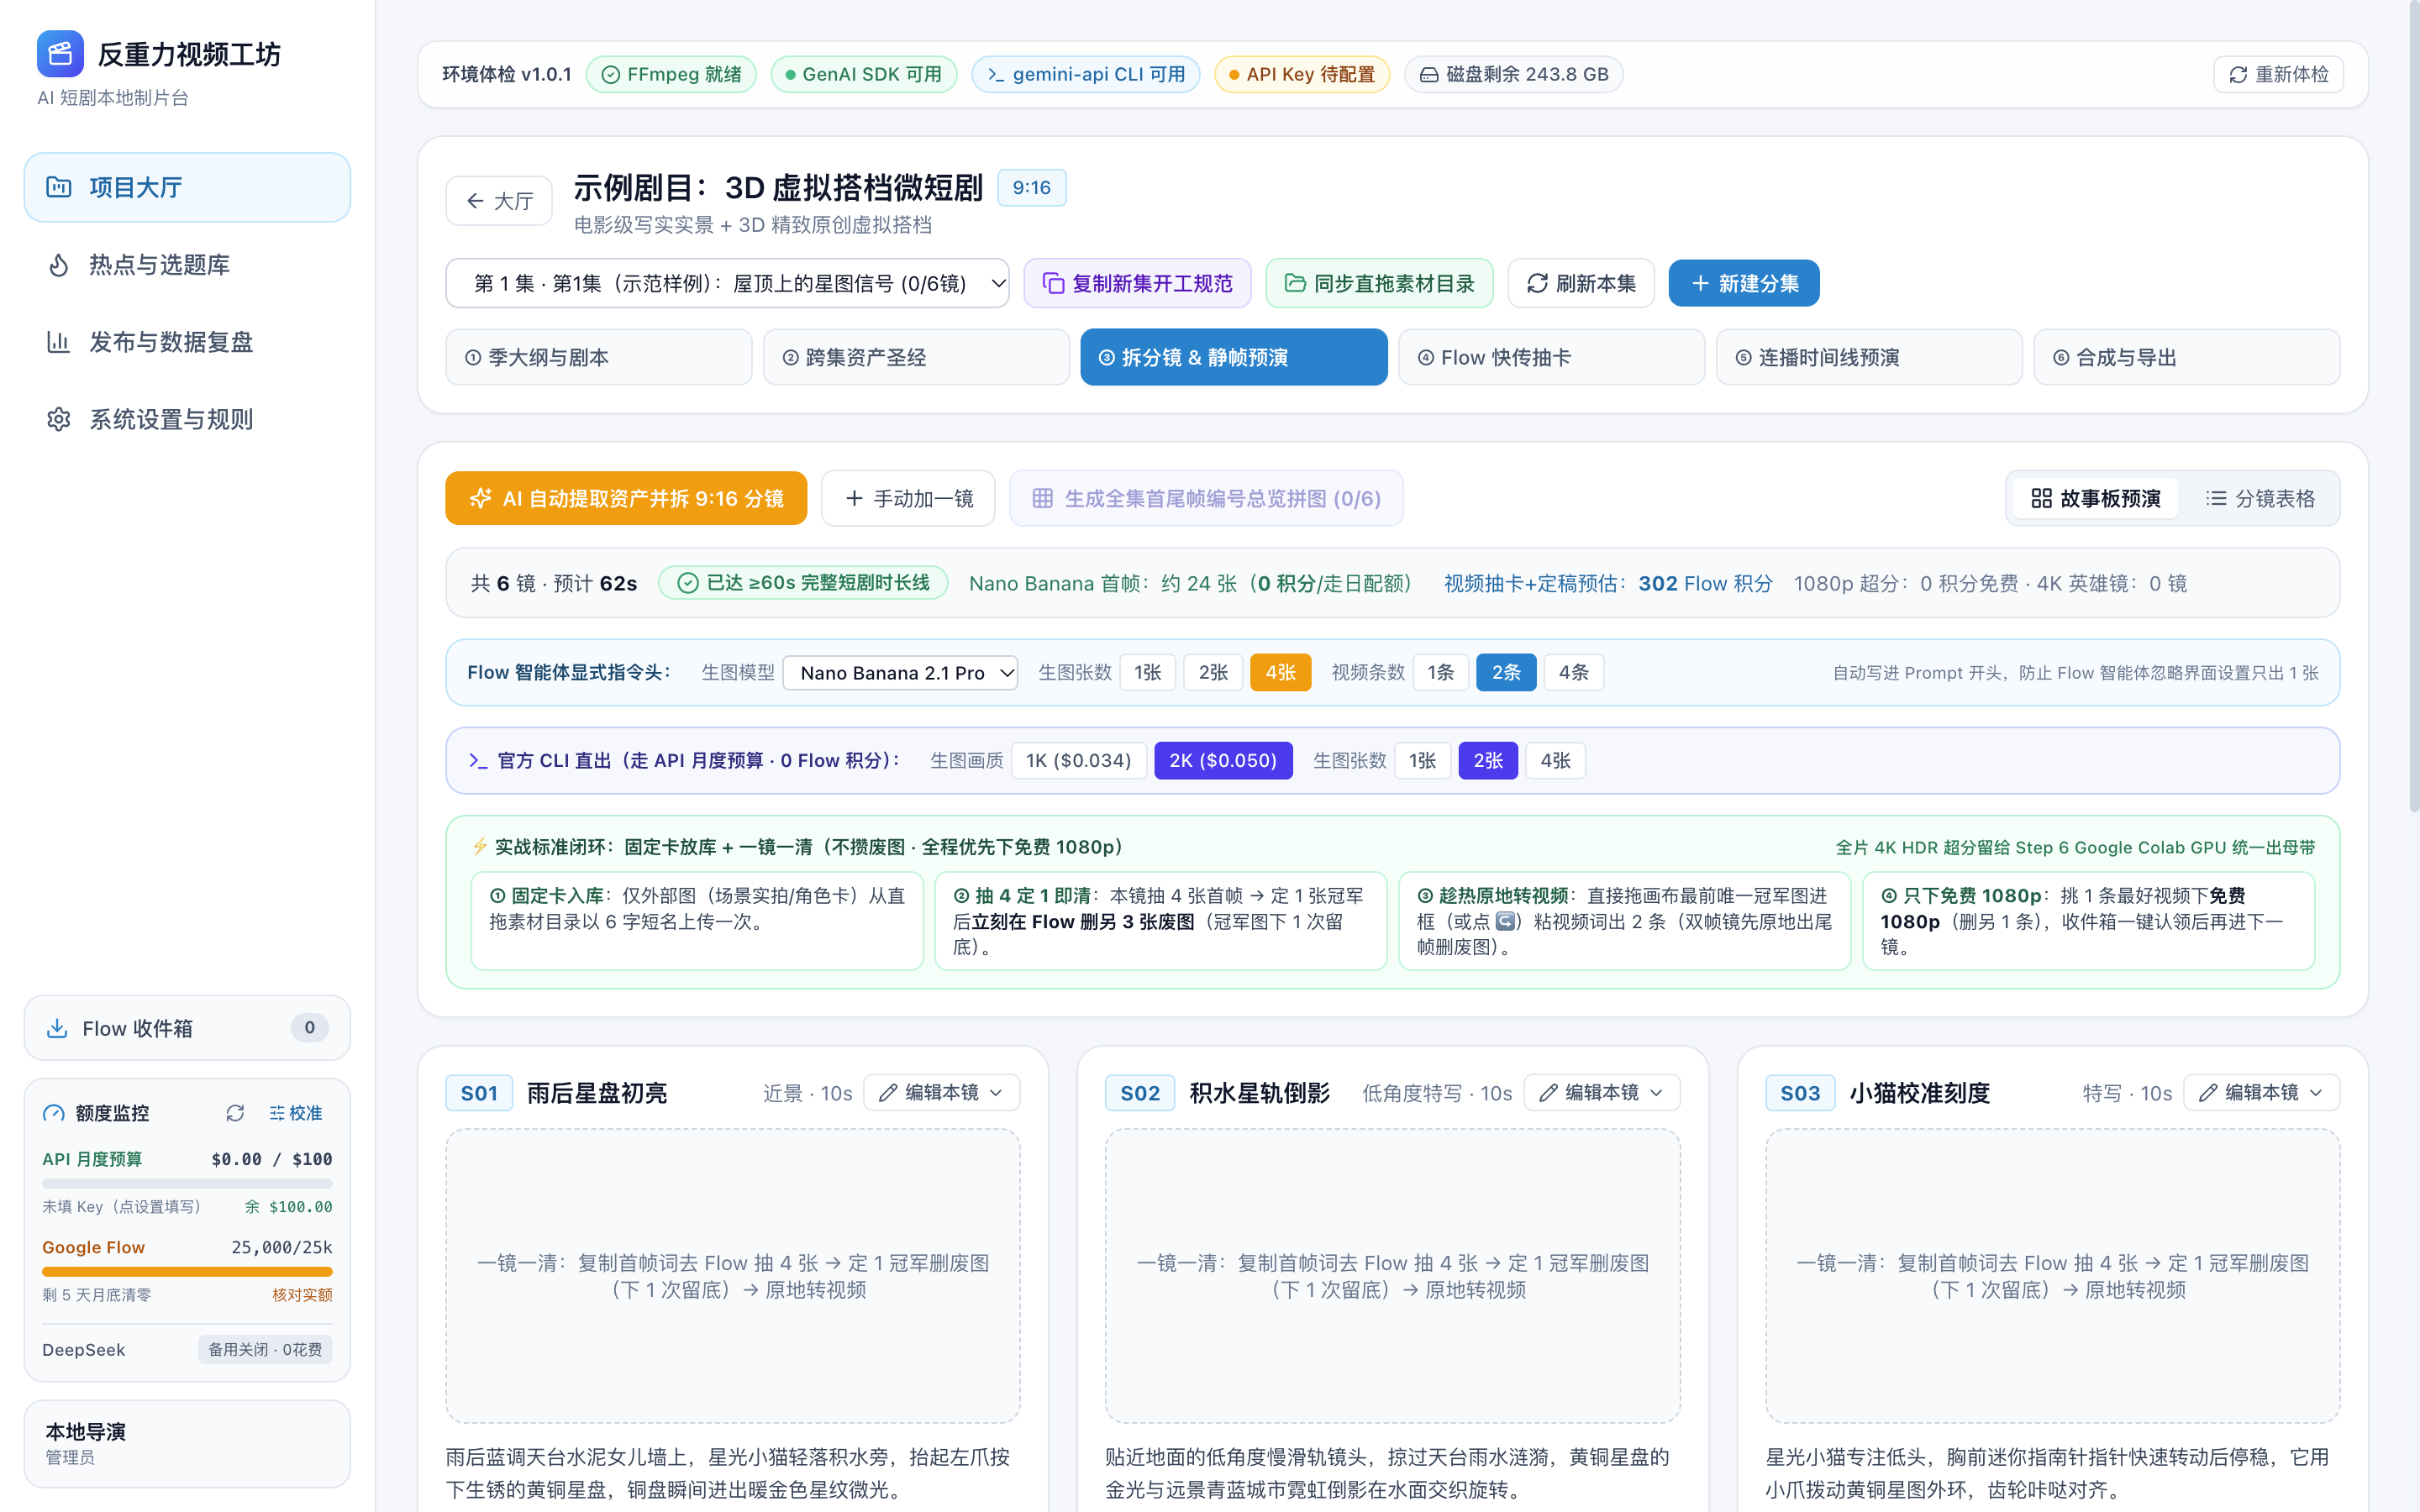 反重力视频工坊
AI 短剧本地制片台
项目大厅
热点与选题库
发布与数据复盘
系统设置与规则
Flow 收件箱 0
额度监控 校准
API 月度预算 $0.00 / $100
未填 Key（点设置填写） 余 $100.00
Google Flow 25,000/25k
剩 5 天月底清零 核对实额
DeepSeek 备用关闭 · 0花费
本地导演
管理员
环境体检 v1.0.1 FFmpeg 就绪 GenAI SDK 可用 gemini-api CLI 可用 API Key 待配置 磁盘剩余 243.8 GB 重新体检
大厅 示例剧目：3D 虚拟搭档微短剧 9:16
电影级写实实景 + 3D 精致原创虚拟搭档
第 1 集 · 第1集（示范样例）：屋顶上的星图信号 (0/6镜) 复制新集开工规范 同步直拖素材目录 刷新本集 新建分集
① 季大纲与剧本 ② 跨集资产圣经 ③ 拆分镜 & 静帧预演 ④ Flow 快传抽卡 ⑤ 连播时间线预演 ⑥ 合成与导出
AI 自动提取资产并拆 9:16 分镜 手动加一镜 生成全集首尾帧编号总览拼图 (0/6) 故事板预演 分镜表格
共 6 镜 · 预计 62s 已达 ≥60s 完整短剧时长线 Nano Banana 首帧：约 24 张（0 积分/走日配额） 视频抽卡+定稿预估：302 Flow 积分 1080p 超分：0 积分免费 · 4K 英雄镜：0 镜
Flow 智能体显式指令头： 生图模型 Nano Banana 2.1 Pro 生图张数 1张 2张 4张 视频条数 1条 2条 4条 自动写进 Prompt 开头，防止 Flow 智能体忽略界面设置只出 1 张
官方 CLI 直出（走 API 月度预算 · 0 Flow 积分）： 生图画质 1K ($0.034) 2K ($0.050) 生图张数 1张 2张 4张
⚡ 实战标准闭环：固定卡放库 + 一镜一清（不攒废图 · 全程优先下免费 1080p） 全片 4K HDR 超分留给 Step 6 Google Colab GPU 统一出母带
① 固定卡入库：仅外部图（场景实拍/角色卡）从直
拖素材目录以 6 字短名上传一次。
② 抽 4 定 1 即清：本镜抽 4 张首帧 → 定 1 张冠军
后立刻在 Flow 删另 3 张废图（冠军图下 1 次留
底）。
③ 趁热原地转视频：直接拖画布最前唯一冠军图进
框（或点 ↪️）粘视频词出 2 条（双帧镜先原地出尾
帧删废图）。
④ 只下免费 1080p：挑 1 条最好视频下免费
1080p（删另 1 条），收件箱一键认领后再进下一
镜。
S01 雨后星盘初亮 近景 · 10s 编辑本镜
一镜一清：复制首帧词去 Flow 抽 4 张 → 定 1 冠军删废图
（下 1 次留底）→ 原地转视频
雨后蓝调天台水泥女儿墙上，星光小猫轻落积水旁，抬起左爪按
下生锈的黄铜星盘，铜盘瞬间迸出暖金色星纹微光。
S02 积水星轨倒影 低角度特写 · 10s 编辑本镜
一镜一清：复制首帧词去 Flow 抽 4 张 → 定 1 冠军删废图
（下 1 次留底）→ 原地转视频
贴近地面的低角度慢滑轨镜头，掠过天台雨水涟漪，黄铜星盘的
金光与远景青蓝城市霓虹倒影在水面交织旋转。
S03 小猫校准刻度 特写 · 10s 编辑本镜
一镜一清：复制首帧词去 Flow 抽 4 张 → 定 1 冠军删废图
（下 1 次留底）→ 原地转视频
星光小猫专注低头，胸前迷你指南针指针快速转动后停稳，它用
小爪拨动黄铜星图外环，齿轮咔哒对齐。